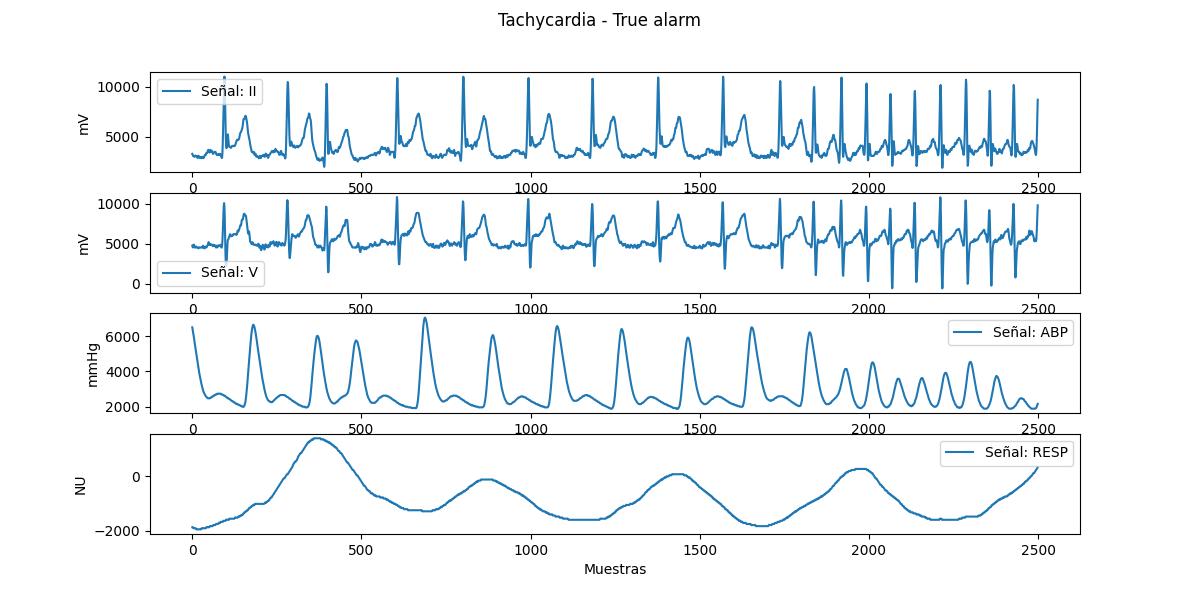 Tachycardia - True alarm
10000
5000
mV
Señal: II
0 500 1000 1500 2000 2500
10000
5000
0
mV
Señal: V
0 500 1000 1500 2000 2500
6000
4000
2000
mmHg
Señal: ABP
0 500 1000 1500 2000 2500
0
−2000
NU
Señal: RESP
0 500 1000 1500 2000 2500
Muestras